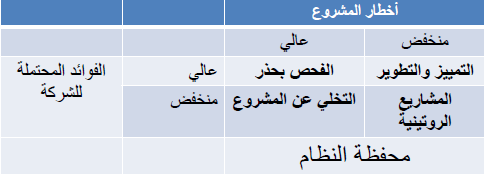 أخطار المشروع
عالي منخفض
الفوائد المحتملة للشركة عالي الفحص بحذر التمييز والتطوير
منخفض التخلي عن المشروع المشاريع الروتينية
محفظة النظام